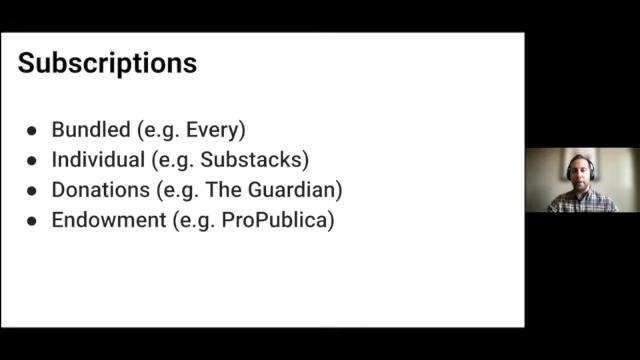 Subscriptions
● Bundled (e.g. Every)
● Individual (e.g. Substacks)
● Donations (e.g. The Guardian)
● Endowment (e.g. ProPublica)